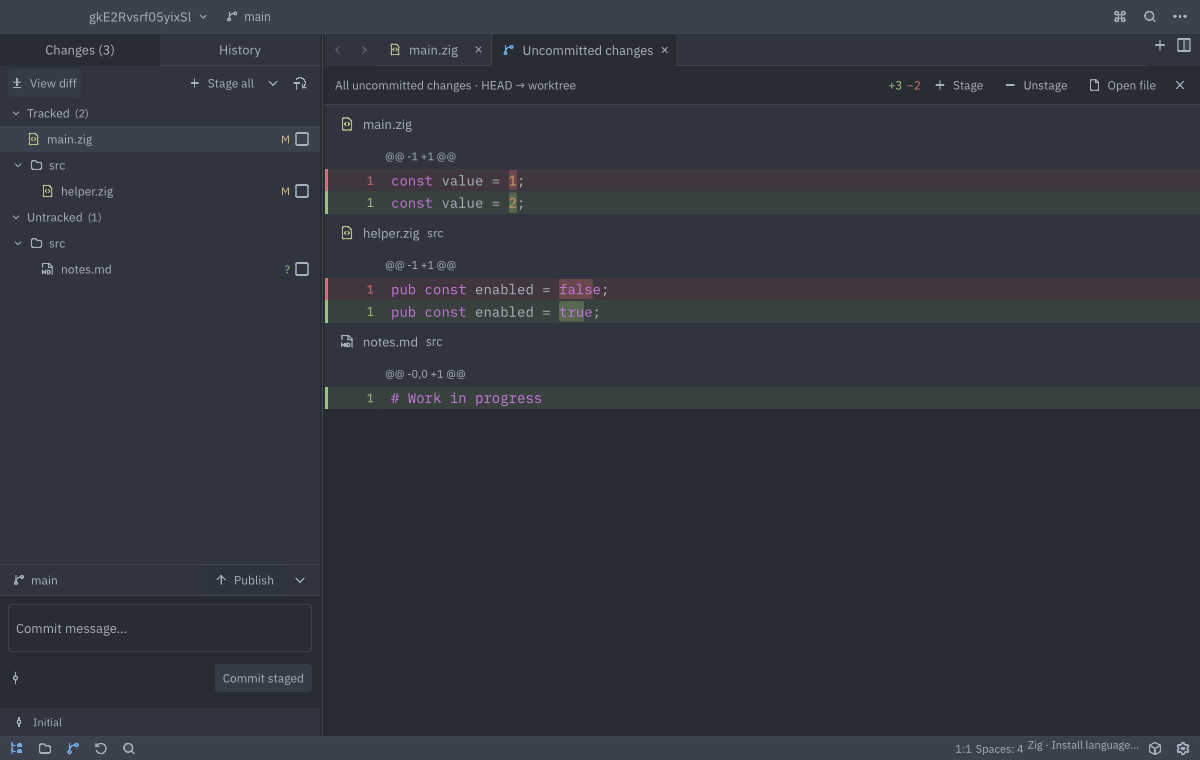 gkE2Rvsrf05yixSl main
Changes (3) History
main.zig Uncommitted changes
View diff Stage all
All uncommitted changes · HEAD → worktree +3 −2 Stage Unstage Open file
Tracked (2)
main.zig M
src
helper.zig M
Untracked (1)
src
notes.md ?
main.zig
@@ -1 +1 @@
1 const value = 1;
1 const value = 2;
helper.zig src
@@ -1 +1 @@
1 pub const enabled = false;
1 pub const enabled = true;
notes.md src
@@ -0,0 +1 @@
1 # Work in progress
main Publish
Commit message...
Commit staged
Initial
1:1 Spaces: 4 Zig · Install language...